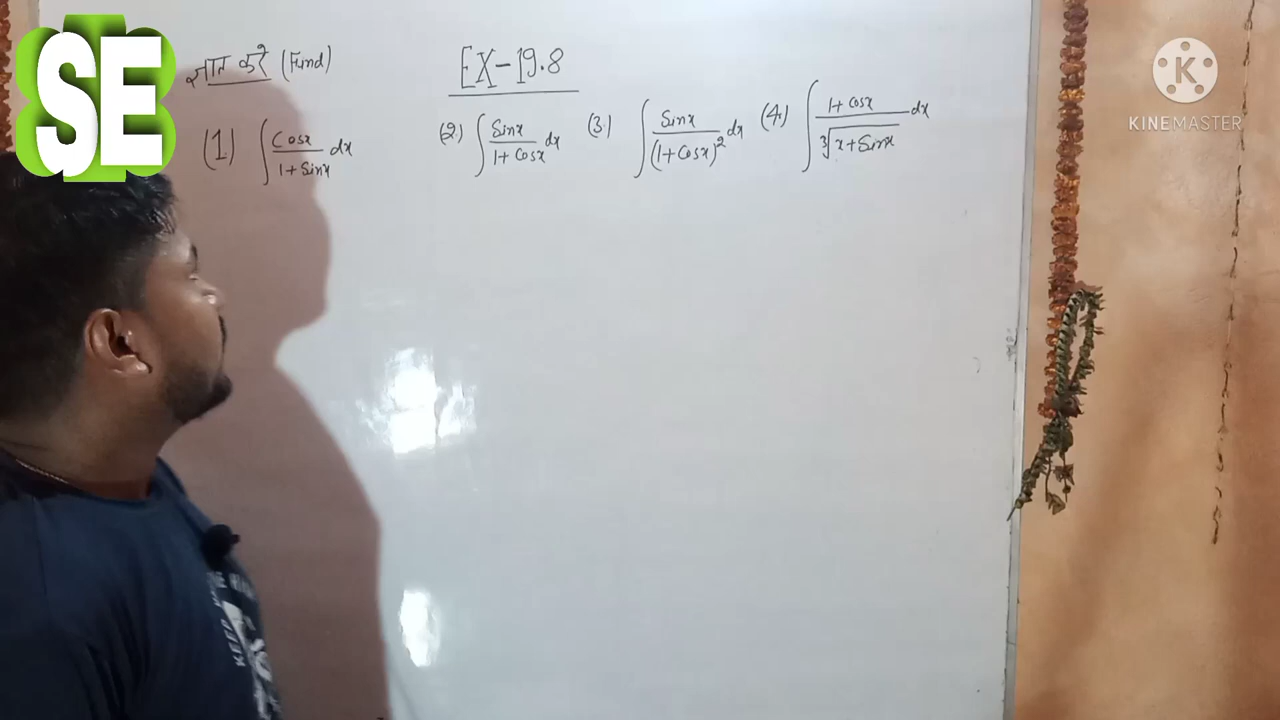 SE
ज्ञात करे (Fund)
EX-19.8
(1) ∫ Cosx / 1+Sinx dx
(2) ∫ Sinx / 1+Cosx dx
(3) ∫ Sinx / (1+Cosx)² dx
(4) ∫ 1+Cosx / ∛x+Sinx dx
KINEMASTER
K